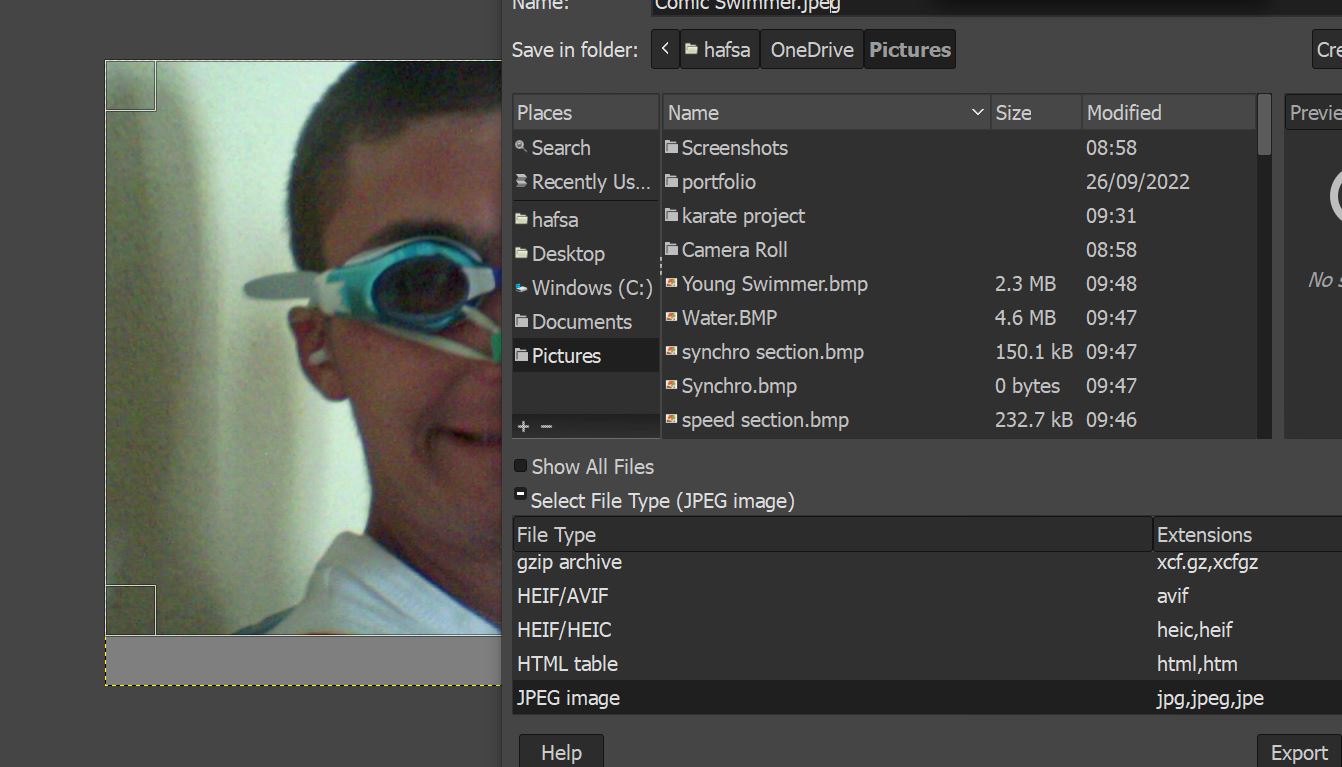 Name: Comic Swimmer.jpeg
Save in folder: < hafsa OneDrive Pictures
Places Name Size Modified
Search Screenshots 08:58
Recently Us... portfolio 26/09/2022
hafsa karate project 09:31
Desktop Camera Roll 08:58
Windows (C:) Young Swimmer.bmp 2.3 MB 09:48
Documents Water.BMP 4.6 MB 09:47
Pictures synchro section.bmp 150.1 kB 09:47
Synchro.bmp 0 bytes 09:47
speed section.bmp 232.7 kB 09:46
Show All Files
Select File Type (JPEG image)
File Type Extensions
gzip archive xcf.gz,xcfgz
HEIF/AVIF avif
HEIF/HEIC heic,heif
HTML table html,htm
JPEG image jpg,jpeg,jpe
Help Export